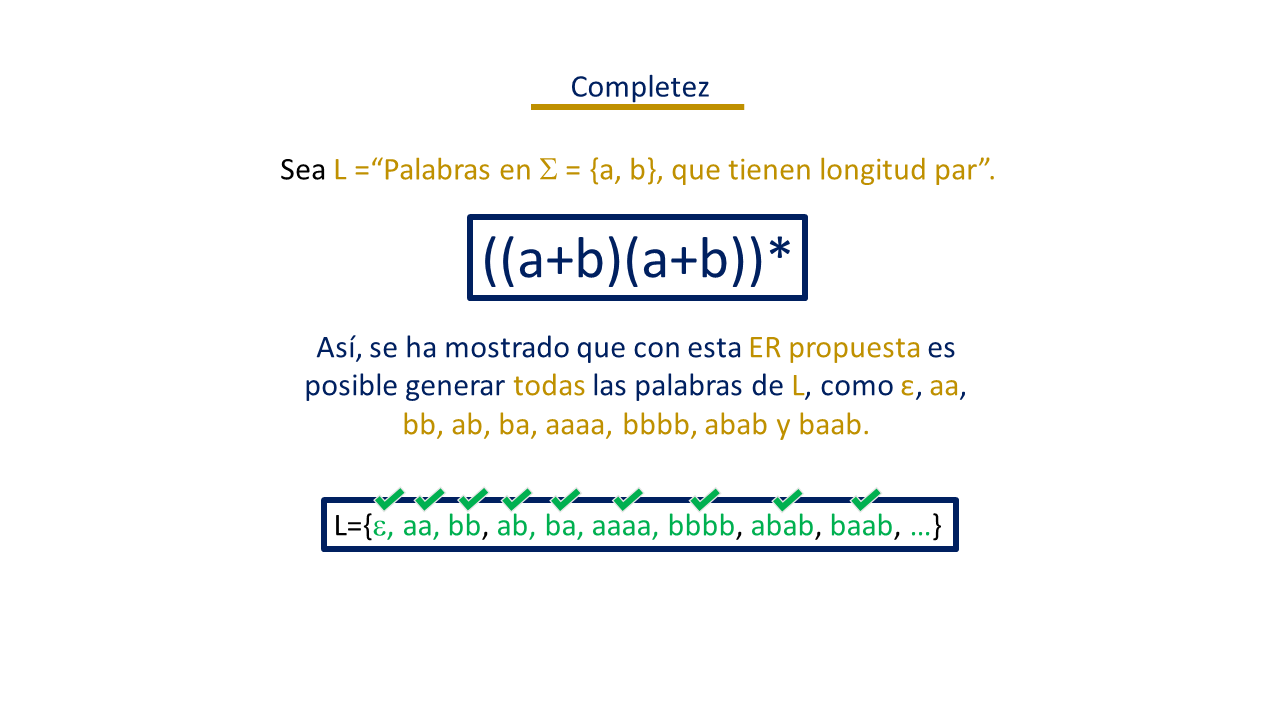 Completez
Sea L =“Palabras en Σ = {a, b}, que tienen longitud par”.
((a+b)(a+b))*
Así, se ha mostrado que con esta ER propuesta es
posible generar todas las palabras de L, como ε, aa,
bb, ab, ba, aaaa, bbbb, abab y baab.
L={ε, aa, bb, ab, ba, aaaa, bbbb, abab, baab, …}